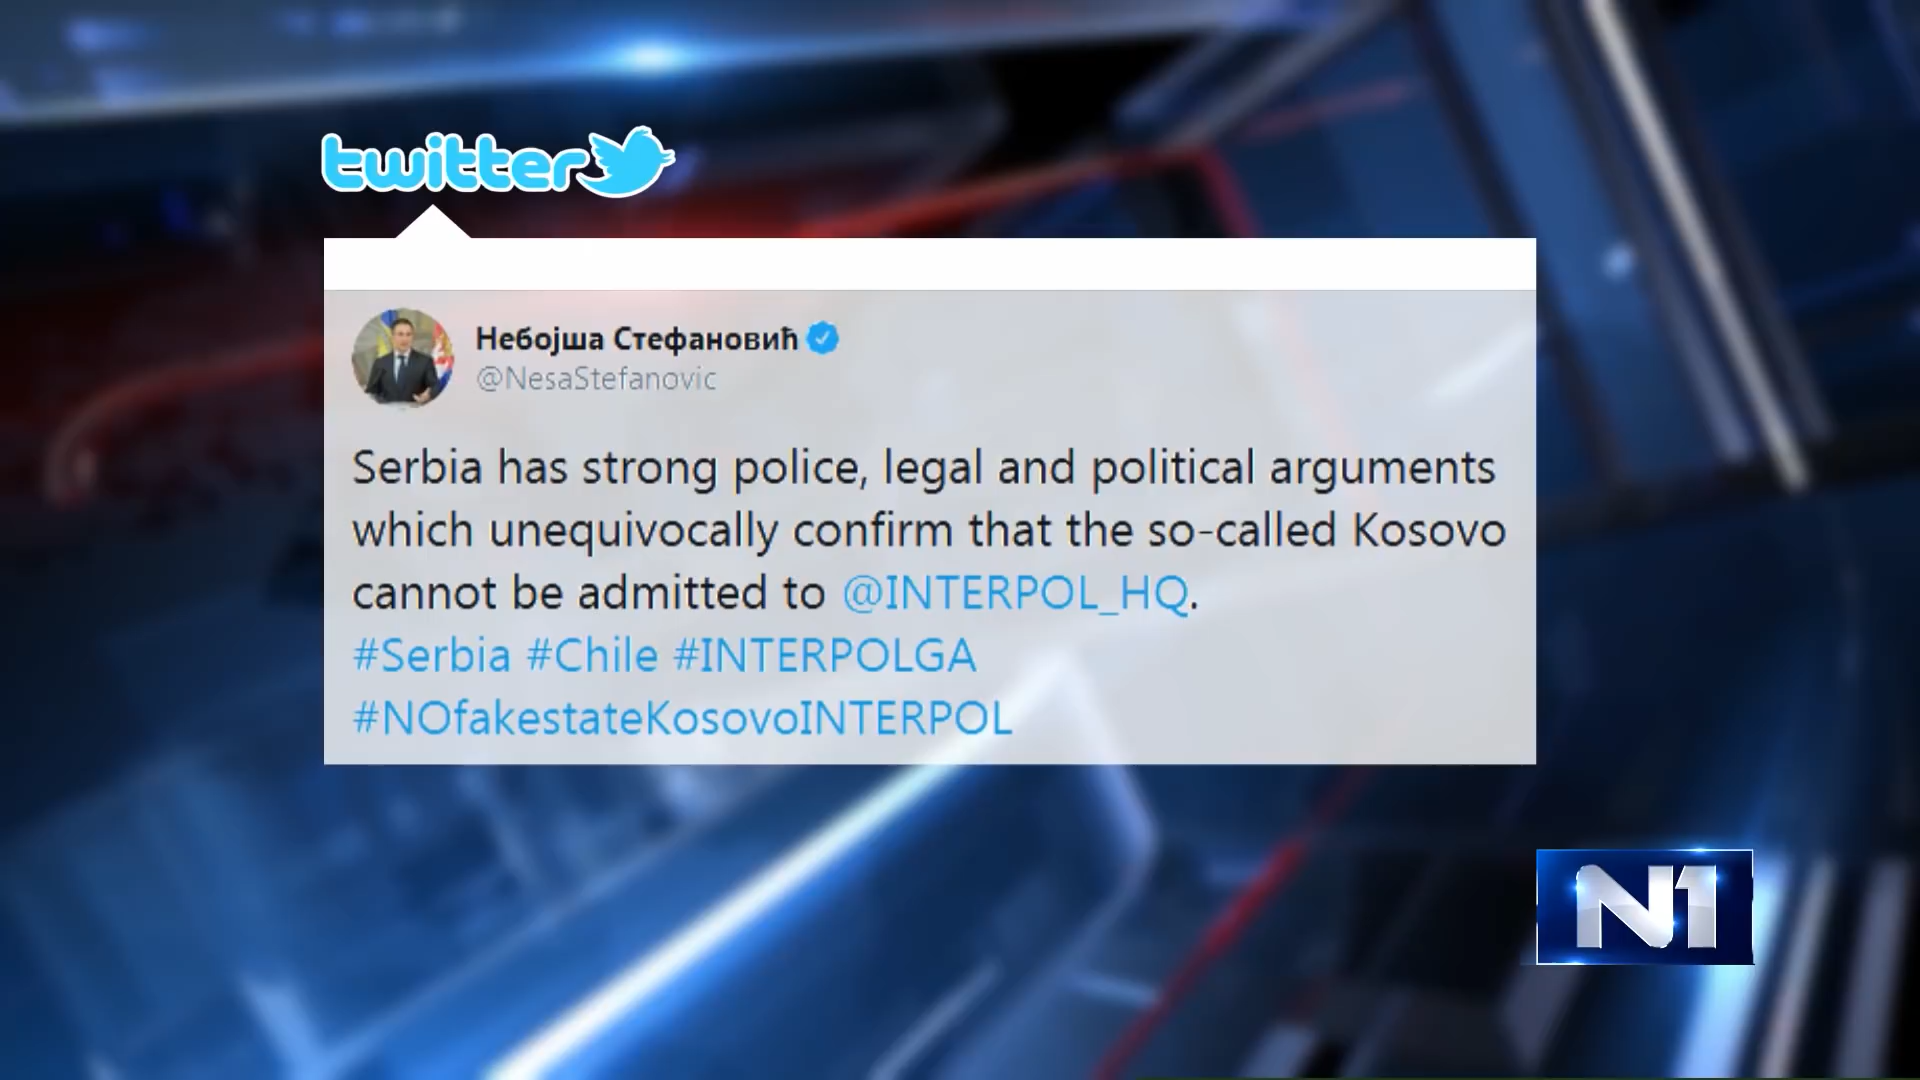 twitter
Небојша Стефановић
@NesaStefanovic
Serbia has strong police, legal and political arguments
which unequivocally confirm that the so-called Kosovo
cannot be admitted to @INTERPOL_HQ.
#Serbia #Chile #INTERPOLGA
#NOfakestateKosovoINTERPOL
N1